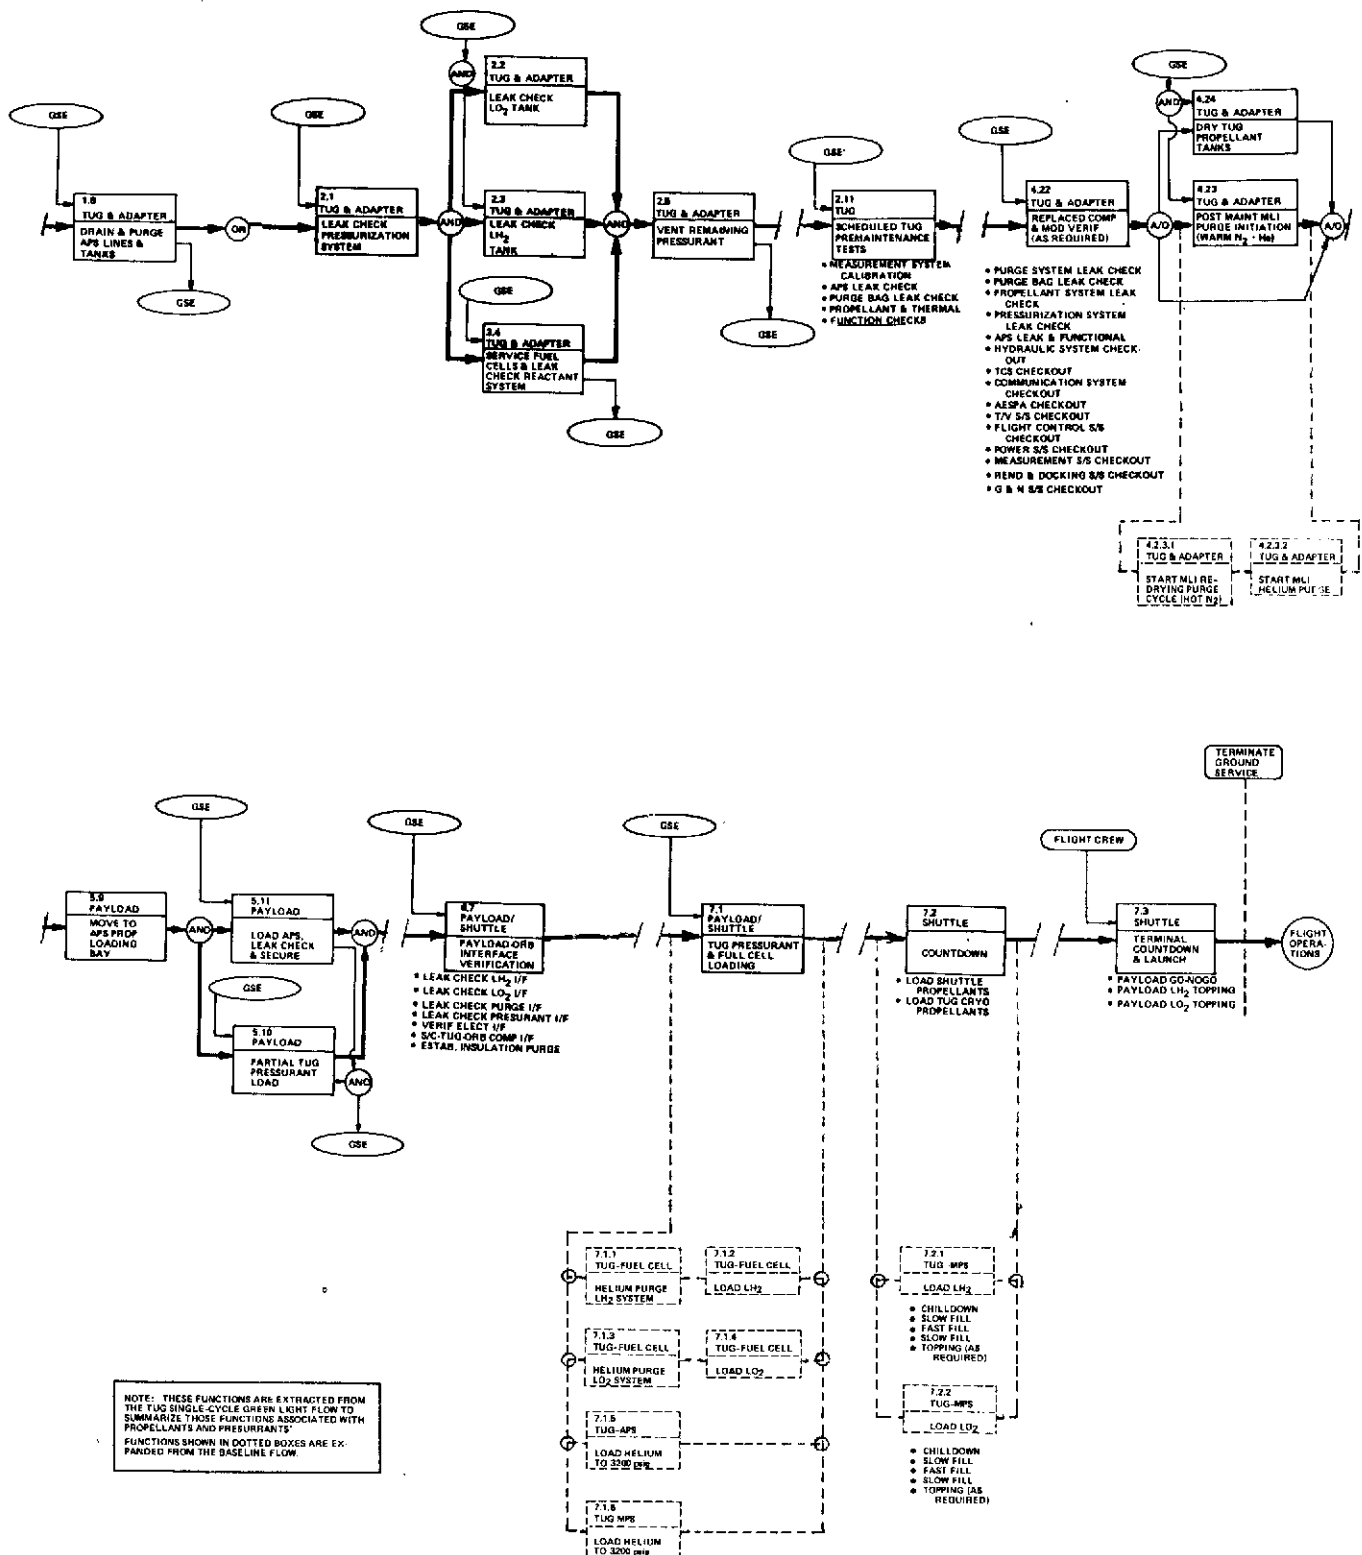 GSE
1.8
TUG & ADAPTER
DRAIN & PURGE
APS LINES &
TANKS
GSE
OR
GSE
2.1
TUG & ADAPTER
LEAK CHECK
PRESSURIZATION
SYSTEM
AND
GSE
AND
2.2
TUG & ADAPTER
LEAK CHECK
LO2 TANK
2.3
TUG & ADAPTER
LEAK CHECK
LH2
TANK
GSE
2.4
TUG & ADAPTER
SERVICE FUEL
CELLS & LEAK
CHECK REACTANT
SYSTEM
GSE
AND
TUG & ADAPTER
VENT REMAINING
PRESSURANT
GSE
GSE
2.11
TUG
SCHEDULED TUG
PREMAINTENANCE
TESTS
• MEASUREMENT SYSTEM
CALIBRATION
• APS LEAK CHECK
• PURGE BAG LEAK CHECK
• PROPELLANT & THERMAL
• FUNCTION CHECKS
GSE
4.22
TUG & ADAPTER
REPLACED COMP
& MOD VERIF
(AS REQUIRED)
• PURGE SYSTEM LEAK CHECK
• PURGE BAG LEAK CHECK
• PROPELLANT SYSTEM LEAK
CHECK
• PRESSURIZATION SYSTEM
LEAK CHECK
• APS LEAK & FUNCTIONAL
• HYDRAULIC SYSTEM CHECK-
OUT
• TCS CHECKOUT
• COMMUNICATION SYSTEM
CHECKOUT
• AESPA CHECKOUT
• T/V S/S CHECKOUT
• FLIGHT CONTROL S/S
CHECKOUT
• POWER S/S CHECKOUT
• MEASUREMENT S/S CHECKOUT
• REND & DOCKING S/S CHECKOUT
• G & N S/S CHECKOUT
A/O
GSE
AND
4.24
TUG & ADAPTER
DRY TUG
PROPELLANT
TANKS
4.23
TUG & ADAPTER
POST MAINT MLI
PURGE INITIATION
(WARM N2 - He)
A/O
4.2.3.1
TUG & ADAPTER
START MLI RE-
DRYING PURGE
CYCLE (HOT N2)
4.2.3.2
TUG & ADAPTER
START MLI
HELIUM PURGE
5.9
PAYLOAD
MOVE TO
APS PROP
LOADING
BAY
AND
GSE
5.11
PAYLOAD
LOAD APS,
LEAK CHECK
& SECURE
AND
GSE
5.10
PAYLOAD
PARTIAL TUG
PRESSURANT
LOAD
AND
GSE
GSE
6.7
PAYLOAD/
SHUTTLE
PAYLOAD-ORB
INTERFACE
VERIFICATION
• LEAK CHECK LH2 I/F
• LEAK CHECK LO2 I/F
• LEAK CHECK PURGE I/F
• LEAK CHECK PRESURANT I/F
• VERIF ELECT I/F
• S/C-TUG-ORB COMP I/F
• ESTAB. INSULATION PURGE
GSE
7.1
PAYLOAD/
SHUTTLE
TUG PRESSURANT
& FULL CELL
LOADING
7.2
SHUTTLE
COUNTDOWN
• LOAD SHUTTLE
PROPELLANTS
• LOAD TUG CRYO
PROPELLANTS
FLIGHT CREW
7.3
SHUTTLE
TERMINAL
COUNTDOWN
& LAUNCH
• PAYLOAD GO-NOGO
• PAYLOAD LH2 TOPPING
• PAYLOAD LO2 TOPPING
TERMINATE
GROUND
SERVICE
FLIGHT
OPERA-
TIONS
7.1.1
TUG-FUEL CELL
HELIUM PURGE
LH2 SYSTEM
7.1.2
TUG-FUEL CELL
LOAD LH2
7.1.3
TUG-FUEL CELL
HELIUM PURGE
LO2 SYSTEM
7.1.4
TUG-FUEL CELL
LOAD LO2
7.1.5
TUG-APS
LOAD HELIUM
TO 3200 psig
7.1.6
TUG MPS
LOAD HELIUM
TO 3200 psig
7.2.1
TUG -MPS
LOAD LH2
• CHILLDOWN
• SLOW FILL
• FAST FILL
• SLOW FILL
• TOPPING (AS
REQUIRED)
7.2.2
TUG-MPS
LOAD LO2
• CHILLDOWN
• SLOW FILL
• FAST FILL
• SLOW FILL
• TOPPING (AS
REQUIRED)
NOTE: THESE FUNCTIONS ARE EXTRACTED FROM
THE TUG SINGLE-CYCLE GREEN LIGHT FLOW TO
SUMMARIZE THOSE FUNCTIONS ASSOCIATED WITH
PROPELLANTS AND PRESURRANTS'
FUNCTIONS SHOWN IN DOTTED BOXES ARE EX-
PANDED FROM THE BASELINE FLOW.